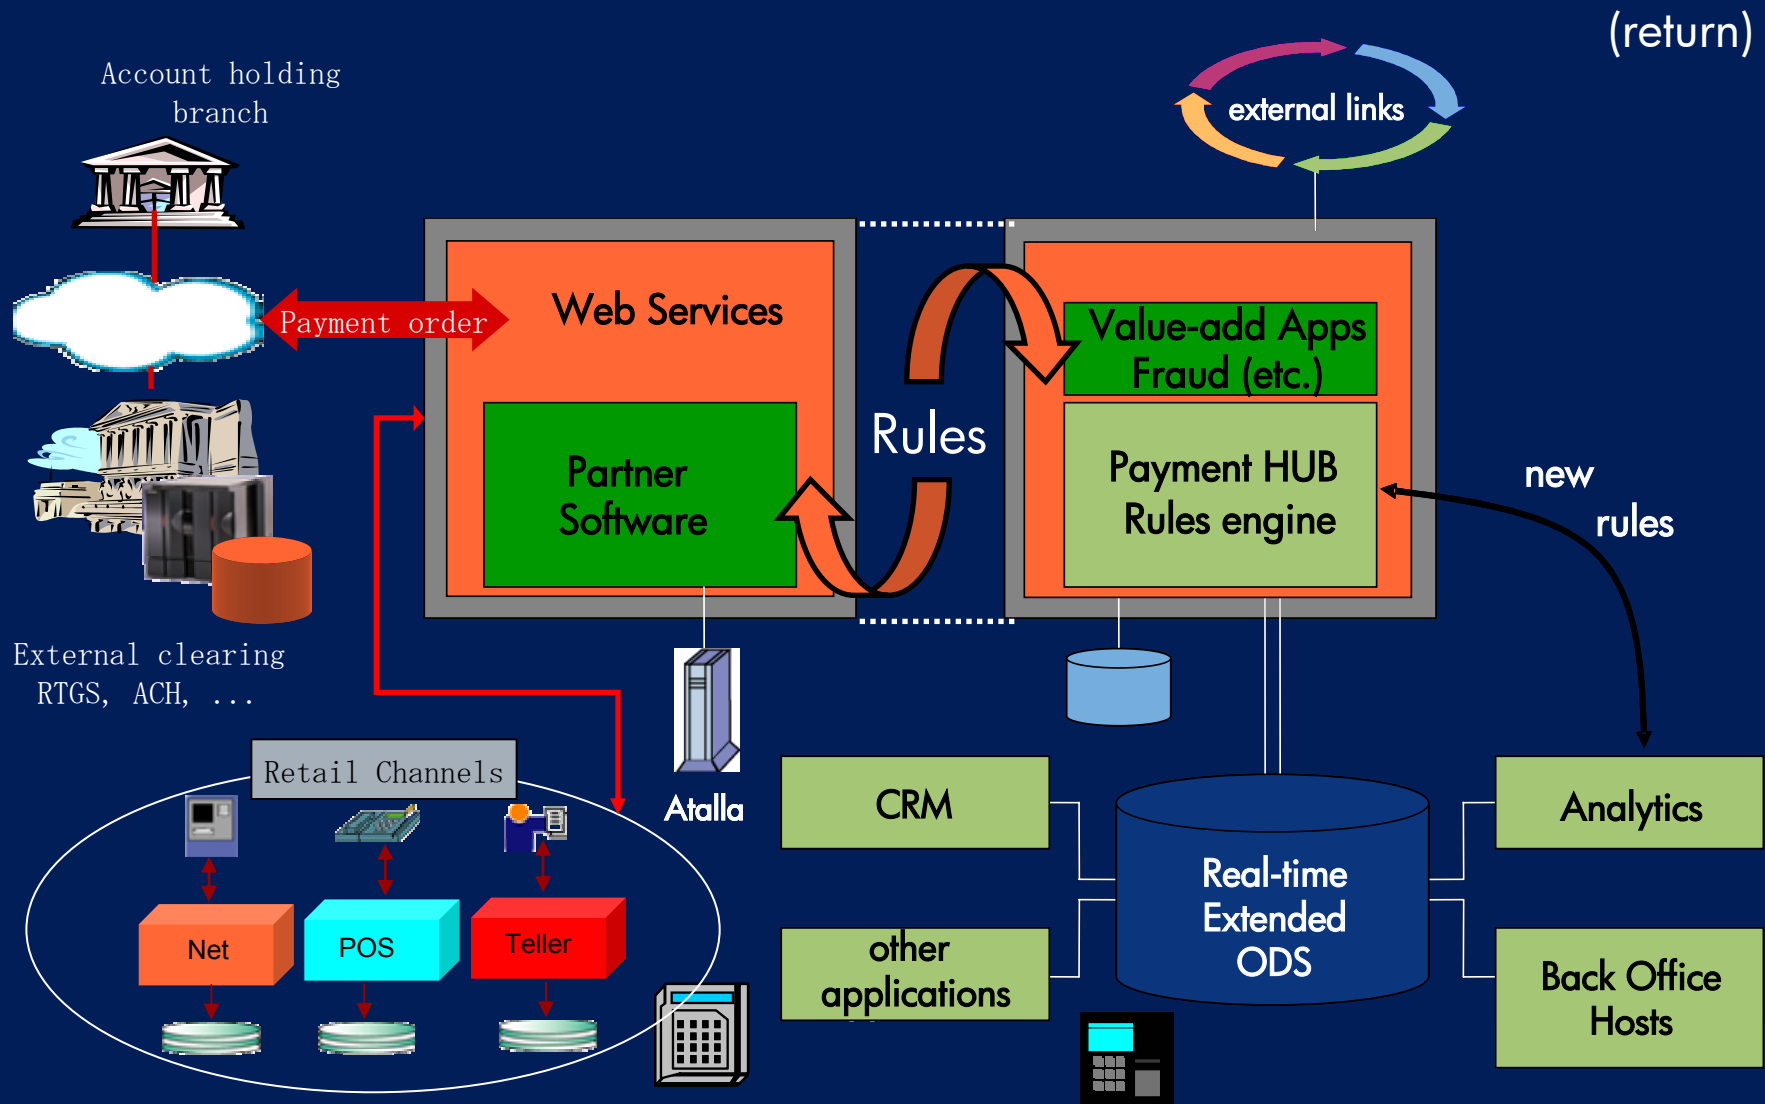 (return)
Account holding
branch
external links
Payment order
Web Services
Value-add Apps
Fraud (etc.)
Rules
Partner
Software
Payment HUB
Rules engine
new
rules
External clearing
RTGS, ACH, ...
Retail Channels
Atalla
CRM
Analytics
Real-time
Extended
ODS
Net
POS
Teller
other
applications
Back Office
Hosts